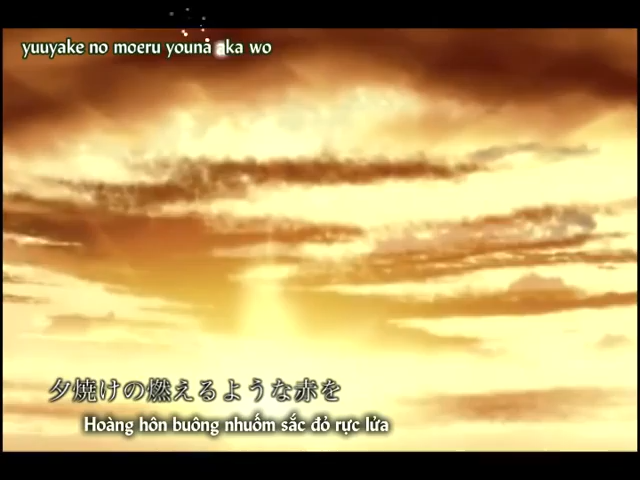 yuuyake no moeru youna aka wo
夕焼けの燃えるような赤を
Hoàng hôn buông nhuốm sắc đỏ rực lửa